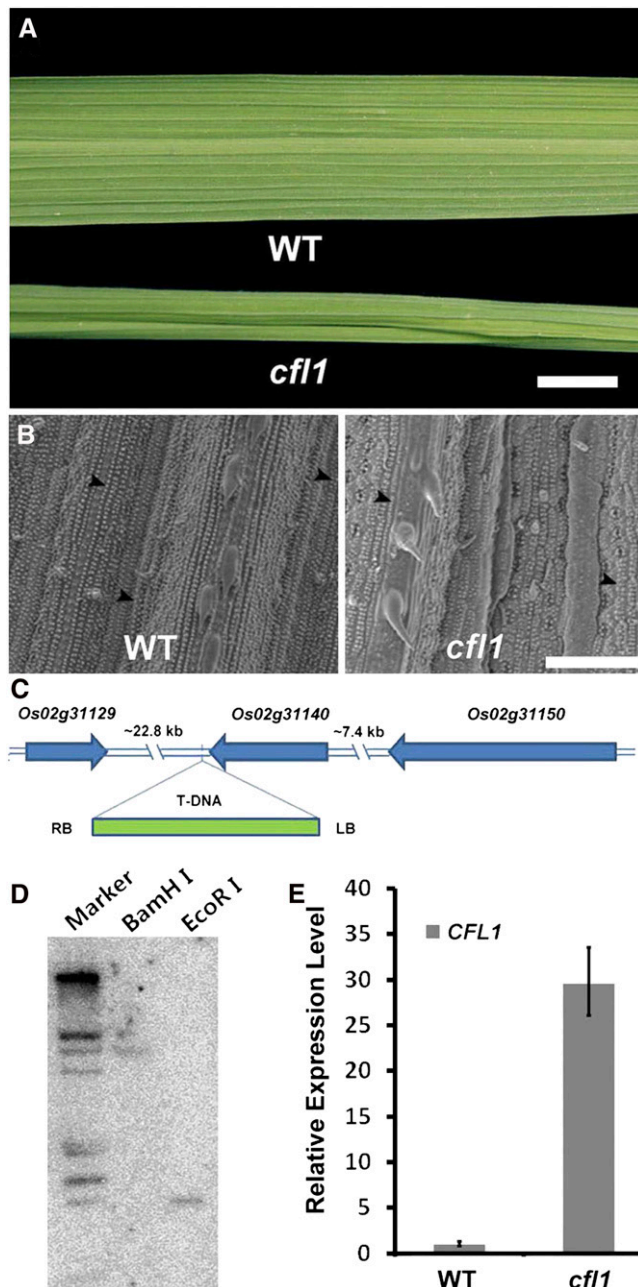 A
WT
cfl1
B
WT
cfl1
C
Os02g31129
~22.8 kb
Os02g31140
~7.4 kb
Os02g31150
T-DNA
RB
LB
D
Marker
BamH I
EcoR I
E
40
35
30
25
20
15
10
5
0
Relative Expression Level
CFL1
WT
cfl1